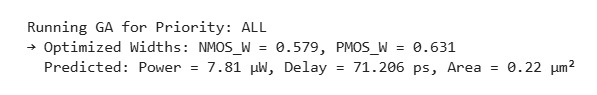 Running GA for Priority: ALL
→ Optimized Widths: NMOS_W = 0.579, PMOS_W = 0.631
Predicted: Power = 7.81 μW, Delay = 71.206 ps, Area = 0.22 μm²